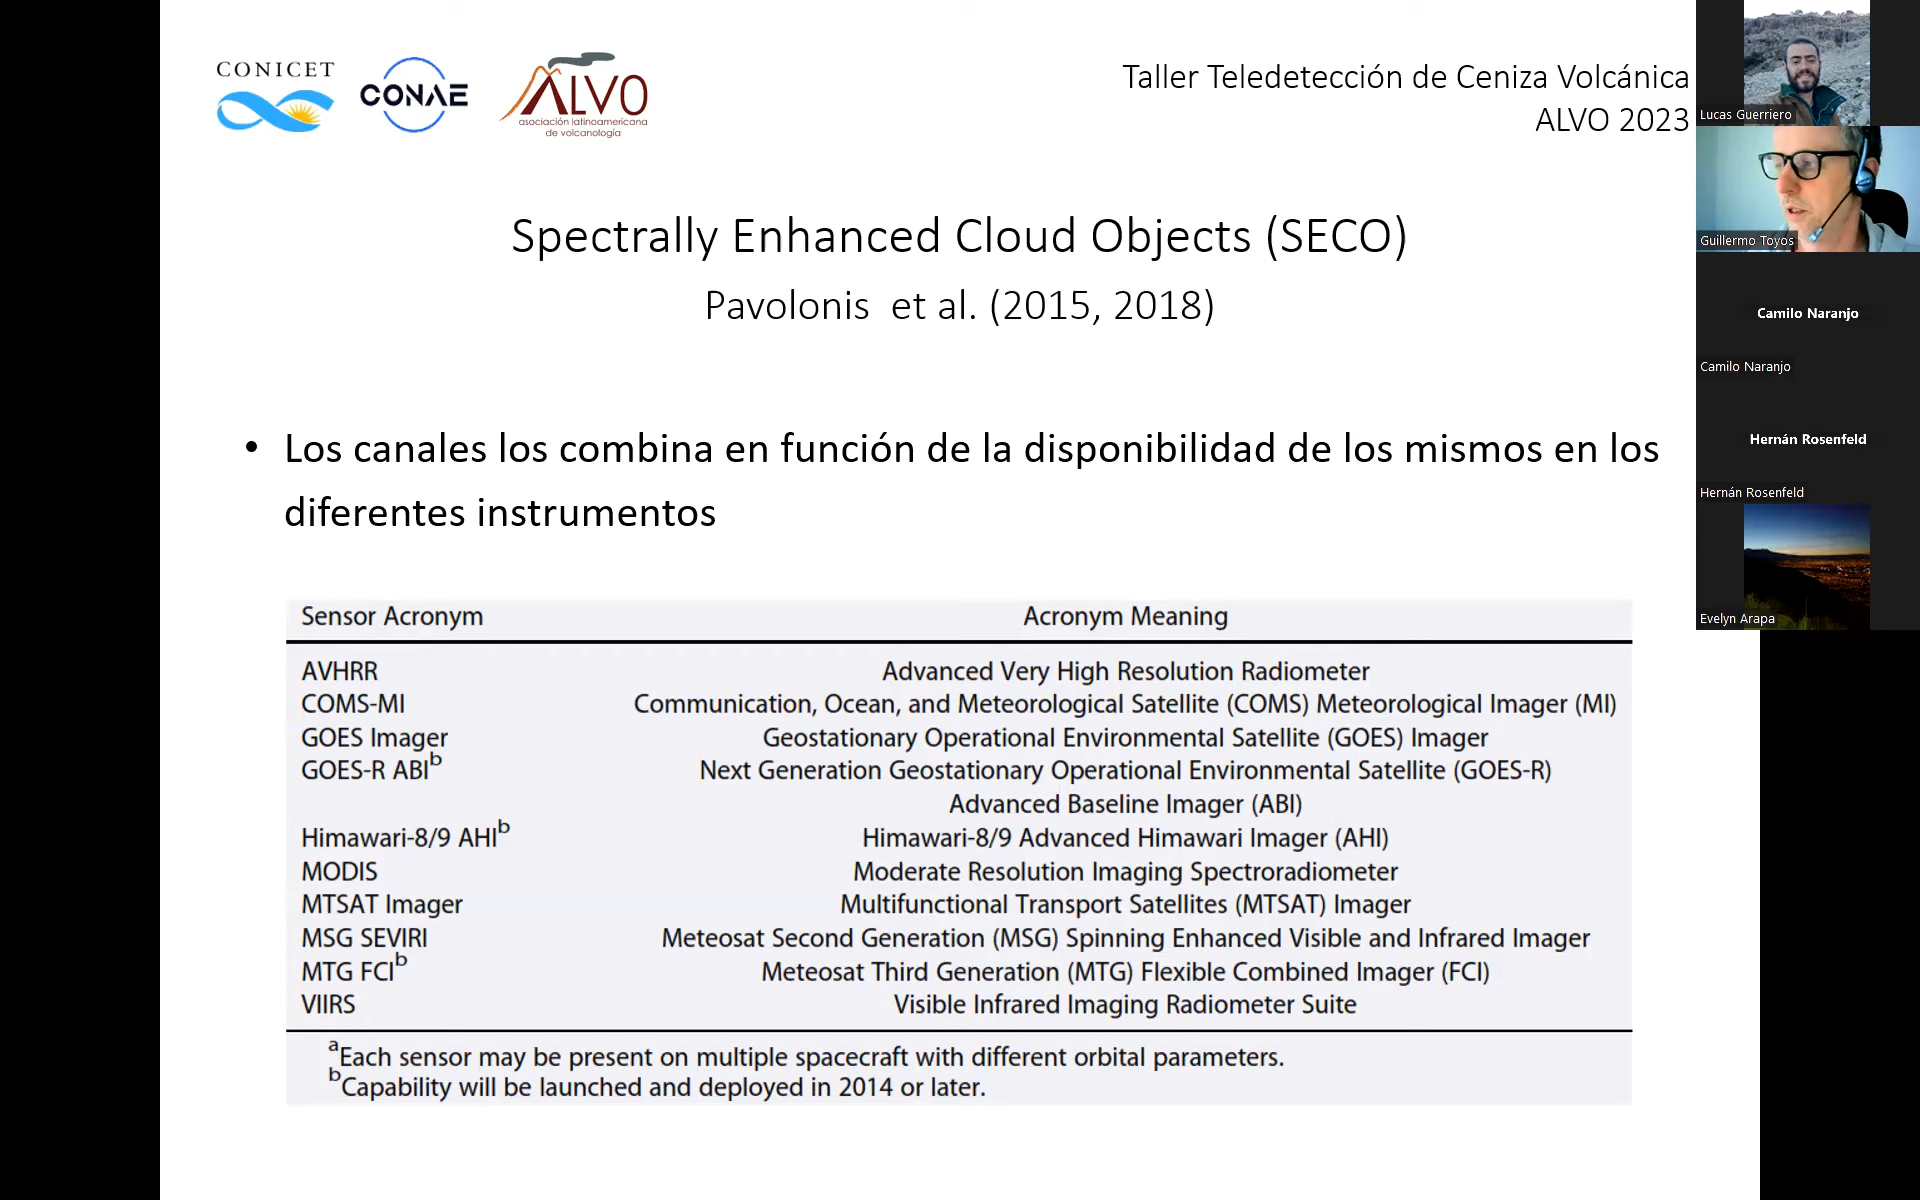 CONICET
CONAE
ALVO
asociación latinoamericana
de volcanología
Taller Teledetección de Ceniza Volcánica
ALVO 2023
Spectrally Enhanced Cloud Objects (SECO)
Pavolonis et al. (2015, 2018)
• Los canales los combina en función de la disponibilidad de los mismos en los
diferentes instrumentos
Sensor Acronym Acronym Meaning
AVHRR Advanced Very High Resolution Radiometer
COMS-MI Communication, Ocean, and Meteorological Satellite (COMS) Meteorological Imager (MI)
GOES Imager Geostationary Operational Environmental Satellite (GOES) Imager
GOES-R ABIb Next Generation Geostationary Operational Environmental Satellite (GOES-R)
Advanced Baseline Imager (ABI)
Himawari-8/9 AHIb Himawari-8/9 Advanced Himawari Imager (AHI)
MODIS Moderate Resolution Imaging Spectroradiometer
MTSAT Imager Multifunctional Transport Satellites (MTSAT) Imager
MSG SEVIRI Meteosat Second Generation (MSG) Spinning Enhanced Visible and Infrared Imager
MTG FCIb Meteosat Third Generation (MTG) Flexible Combined Imager (FCI)
VIIRS Visible Infrared Imaging Radiometer Suite
aEach sensor may be present on multiple spacecraft with different orbital parameters.
bCapability will be launched and deployed in 2014 or later.
Lucas Guerriero
Guillermo Toyos
Camilo Naranjo
Camilo Naranjo
Hernán Rosenfeld
Hernán Rosenfeld
Evelyn Arapa